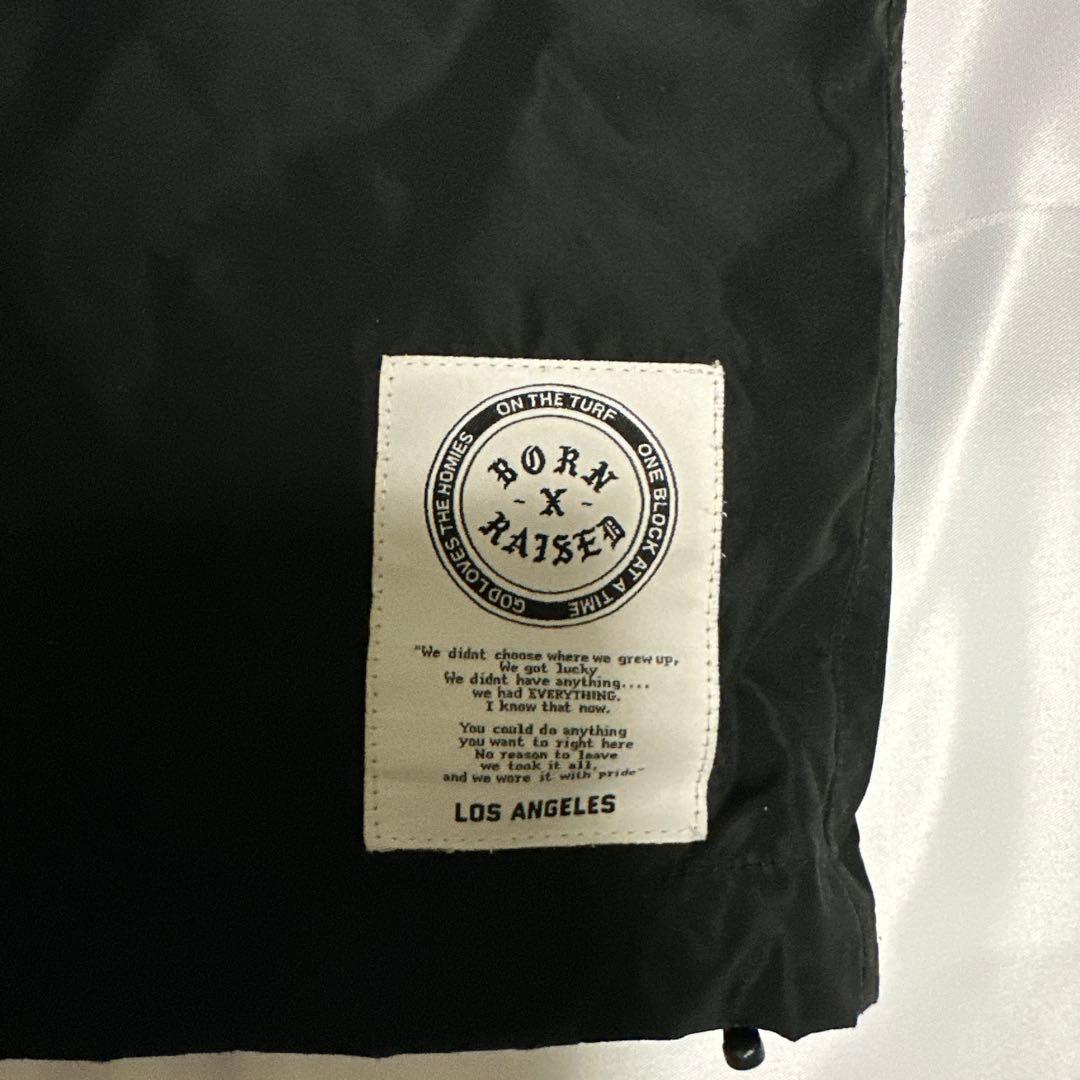 ON THE TURF
ONE BLOCK AT A TIME
GOD LOVES THE HOMIES
BORN
- X -
RAISED
"We didnt choose where we grew up,
We got lucky
We didnt have anything....
we had EVERYTHING.
I know that now.
You could do anything
you want to right here
No reason to leave
we took it all,
and we wore it with pride"
LOS ANGELES